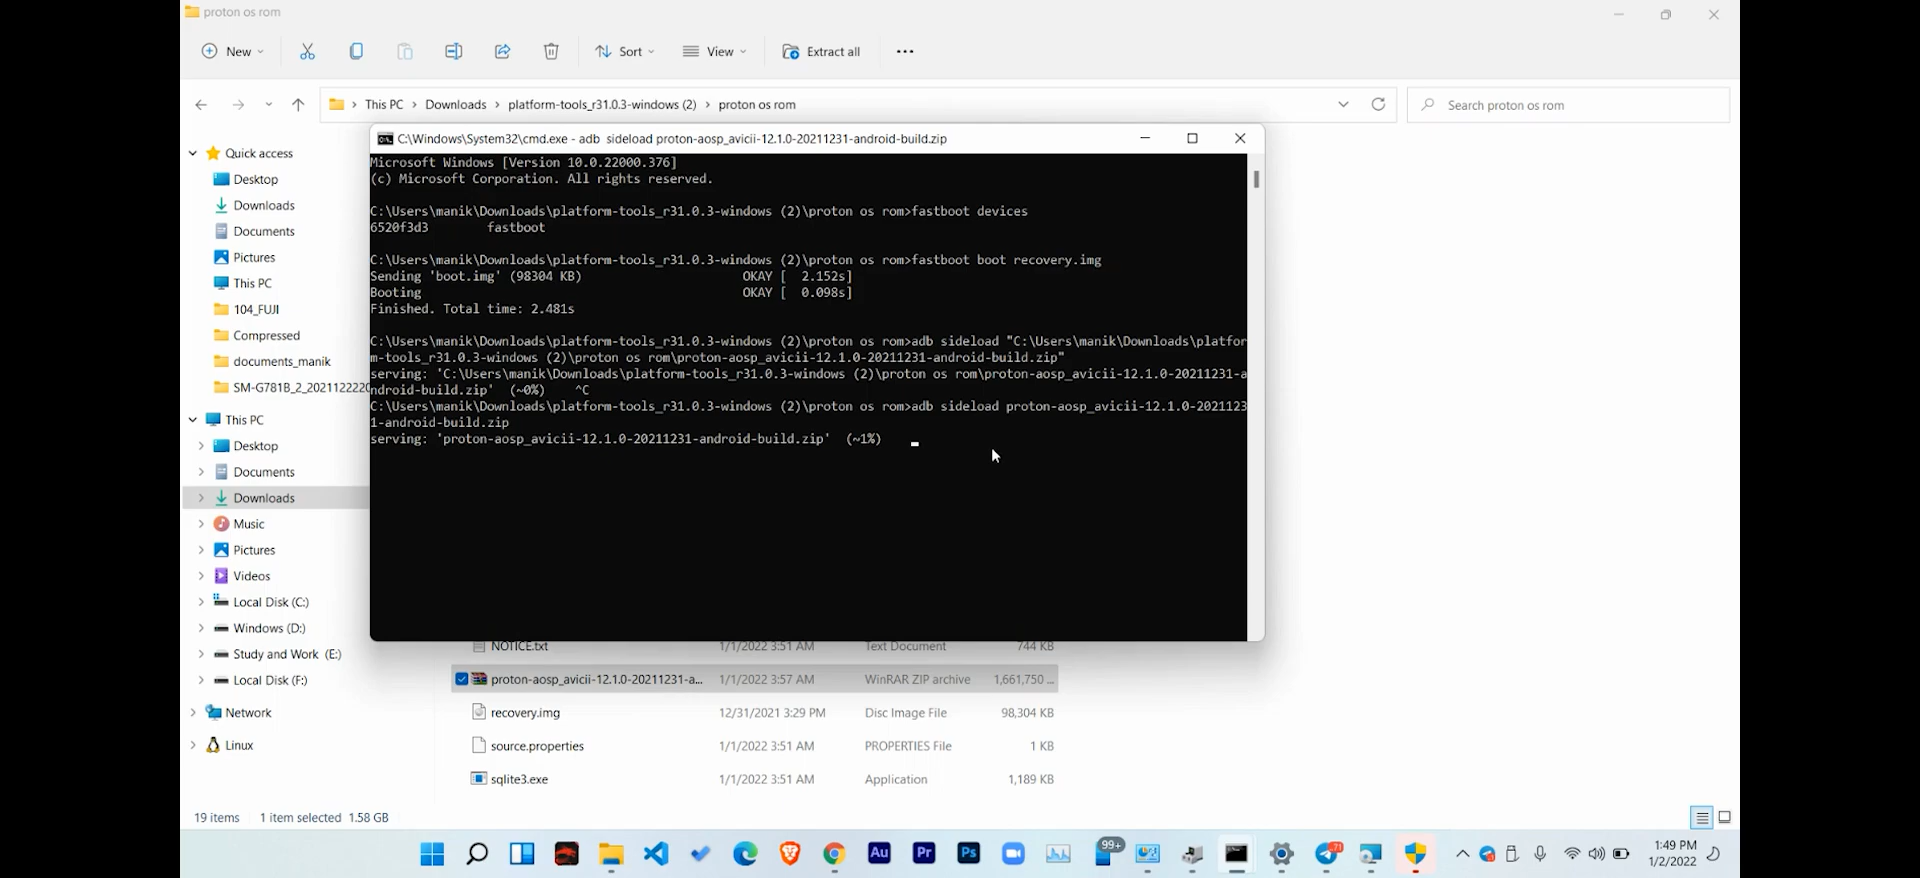 proton os rom
New
Sort
View
Extract all
This PC > Downloads > platform-tools_r31.0.3-windows (2) > proton os rom
Search proton os rom
C:\Windows\System32\cmd.exe - adb  sideload proton-aosp_avicii-12.1.0-20211231-android-build.zip
Microsoft Windows [Version 10.0.22000.376]
(c) Microsoft Corporation. All rights reserved.
C:\Users\manik\Downloads\platform-tools_r31.0.3-windows (2)\proton os rom>fastboot devices
6520f3d3        fastboot
C:\Users\manik\Downloads\platform-tools_r31.0.3-windows (2)\proton os rom>fastboot boot recovery.img
Sending 'boot.img' (98304 KB)                      OKAY [  2.152s]
Booting                                            OKAY [  0.098s]
Finished. Total time: 2.481s
C:\Users\manik\Downloads\platform-tools_r31.0.3-windows (2)\proton os rom>adb sideload "C:\Users\manik\Downloads\platfor
m-tools_r31.0.3-windows (2)\proton os rom\proton-aosp_avicii-12.1.0-20211231-android-build.zip"
serving: 'C:\Users\manik\Downloads\platform-tools_r31.0.3-windows (2)\proton os rom\proton-aosp_avicii-12.1.0-20211231-a
ndroid-build.zip'  (~0%)    ^C
C:\Users\manik\Downloads\platform-tools_r31.0.3-windows (2)\proton os rom>adb sideload proton-aosp_avicii-12.1.0-2021123
1-android-build.zip
serving: 'proton-aosp_avicii-12.1.0-20211231-android-build.zip'  (~1%)
Quick access
Desktop
Downloads
Documents
Pictures
This PC
104_FUJI
Compressed
documents_manik
SM-G781B_2_2021122220
This PC
Desktop
Documents
Downloads
Music
Pictures
Videos
Local Disk (C:)
Windows (D:)
Study and Work (E:)
Local Disk (F:)
Network
Linux
NOTICE.txt 1/1/2022 3:51 AM Text Document 744 KB
proton-aosp_avicii-12.1.0-20211231-a... 1/1/2022 3:57 AM WinRAR ZIP archive 1,661,750 ...
recovery.img 12/31/2021 3:29 PM Disc Image File 98,304 KB
source.properties 1/1/2022 3:51 AM PROPERTIES File 1 KB
sqlite3.exe 1/1/2022 3:51 AM Application 1,189 KB
19 items 1 item selected 1.58 GB
Au Pr Ps 99+ 71
1:49 PM
1/2/2022